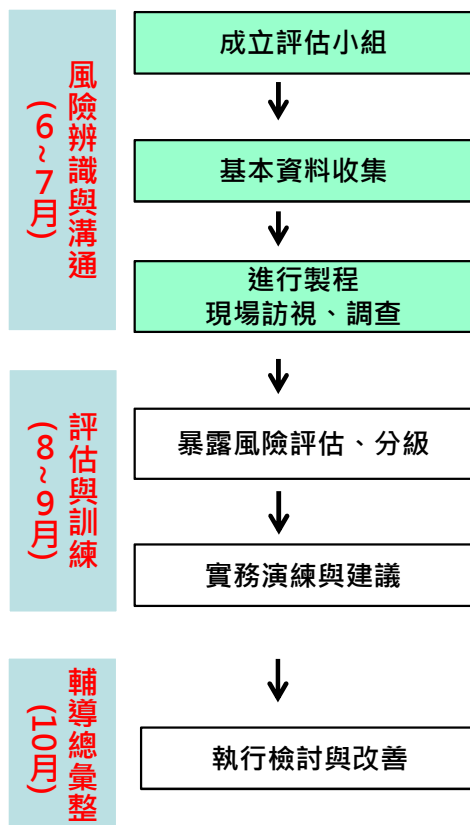 風險辨識與溝通
(6~7月)
成立評估小組
基本資料收集
進行製程
現場訪視、調查
評估與訓練
(8~9月)
暴露風險評估、分級
實務演練與建議
輔導總彙整
(10月)
執行檢討與改善